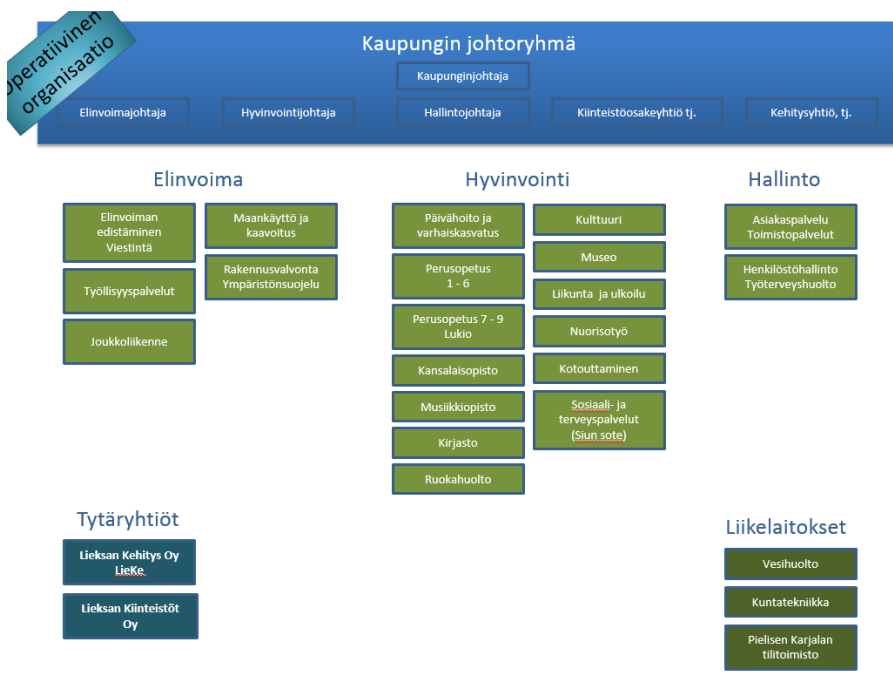 Operatiivinen
organisaatio
Kaupungin johtoryhmä
Kaupunginjohtaja
Elinvoimajohtaja
Hyvinvointijohtaja
Hallintojohtaja
Kiinteistöosakeyhtiö tj.
Kehitysyhtiö, tj.
Elinvoima
Elinvoiman
edistäminen
Viestintä
Maankäyttö ja
kaavoitus
Työllisyyspalvelut
Rakennusvalvonta
Ympäristönsuojelu
Joukkoliikenne
Hyvinvointi
Päivähoito ja
varhaiskasvatus
Perusopetus
1 - 6
Perusopetus 7 - 9
Lukio
Kansalaisopisto
Musiikkiopisto
Kirjasto
Ruokahuolto
Kulttuuri
Museo
Liikunta ja ulkoilu
Nuorisotyö
Kotouttaminen
Sosiaali- ja
terveyspalvelut
(Siun sote)
Hallinto
Asiakaspalvelu
Toimistopalvelut
Henkilöstöhallinto
Työterveyshuolto
Tytäryhtiöt
Lieksan Kehitys Oy
LieKe
Lieksan Kiinteistöt
Oy
Liikelaitokset
Vesihuolto
Kuntatekniikka
Pielisen Karjalan
tilitoimisto